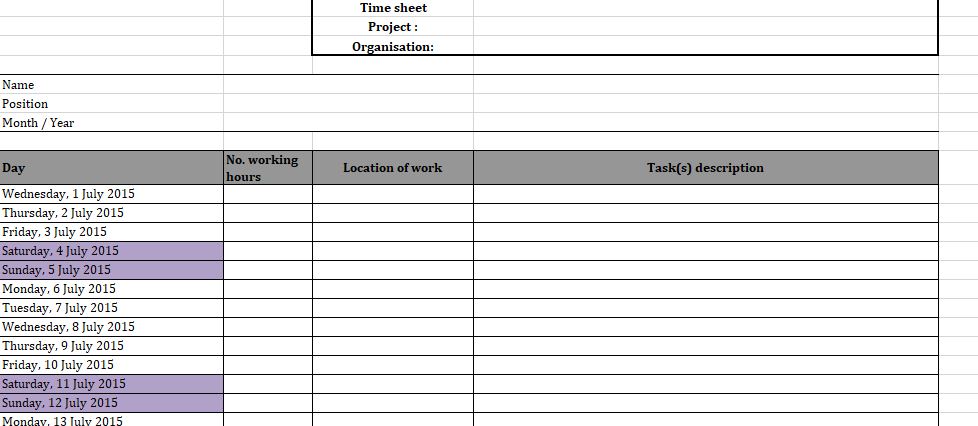 Time sheet
Project :
Organisation:
Name
Position
Month / Year
Day
No. working
hours
Location of work
Task(s) description
Wednesday, 1 July 2015
Thursday, 2 July 2015
Friday, 3 July 2015
Saturday, 4 July 2015
Sunday, 5 July 2015
Monday, 6 July 2015
Tuesday, 7 July 2015
Wednesday, 8 July 2015
Thursday, 9 July 2015
Friday, 10 July 2015
Saturday, 11 July 2015
Sunday, 12 July 2015
Monday, 13 July 2015